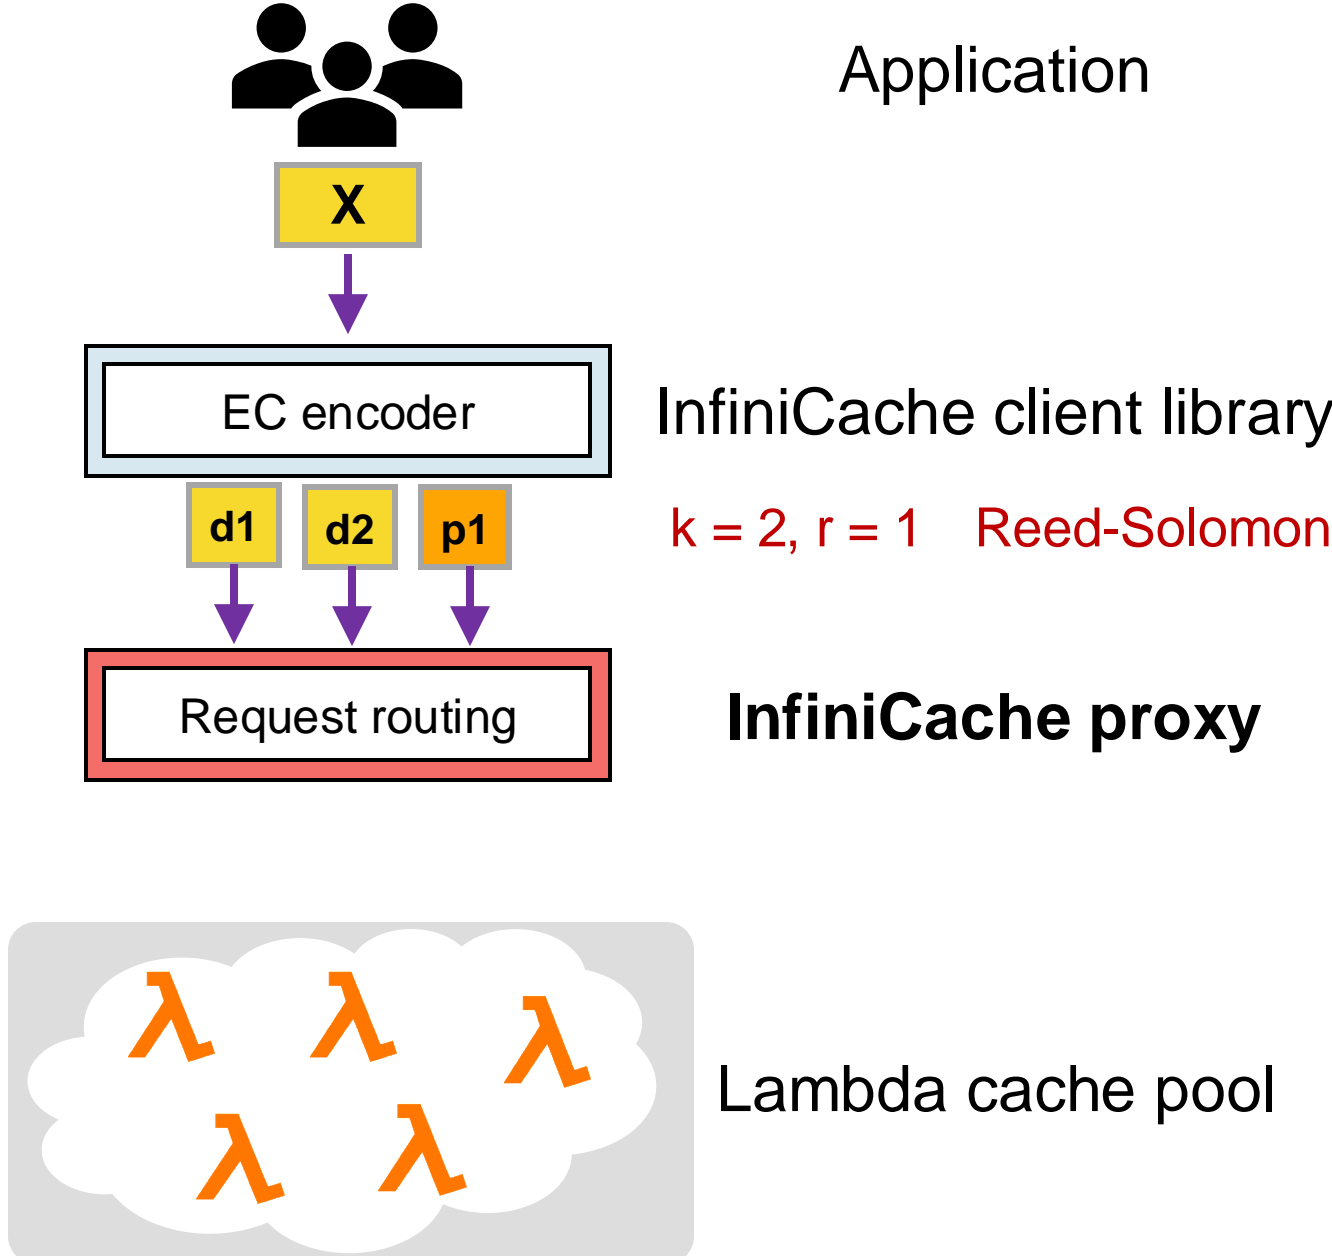 Application
X
EC encoder
InfiniCache client library
d1 d2 p1
k = 2, r = 1 Reed-Solomon
Request routing
InfiniCache proxy
λ λ λ
λ λ
Lambda cache pool